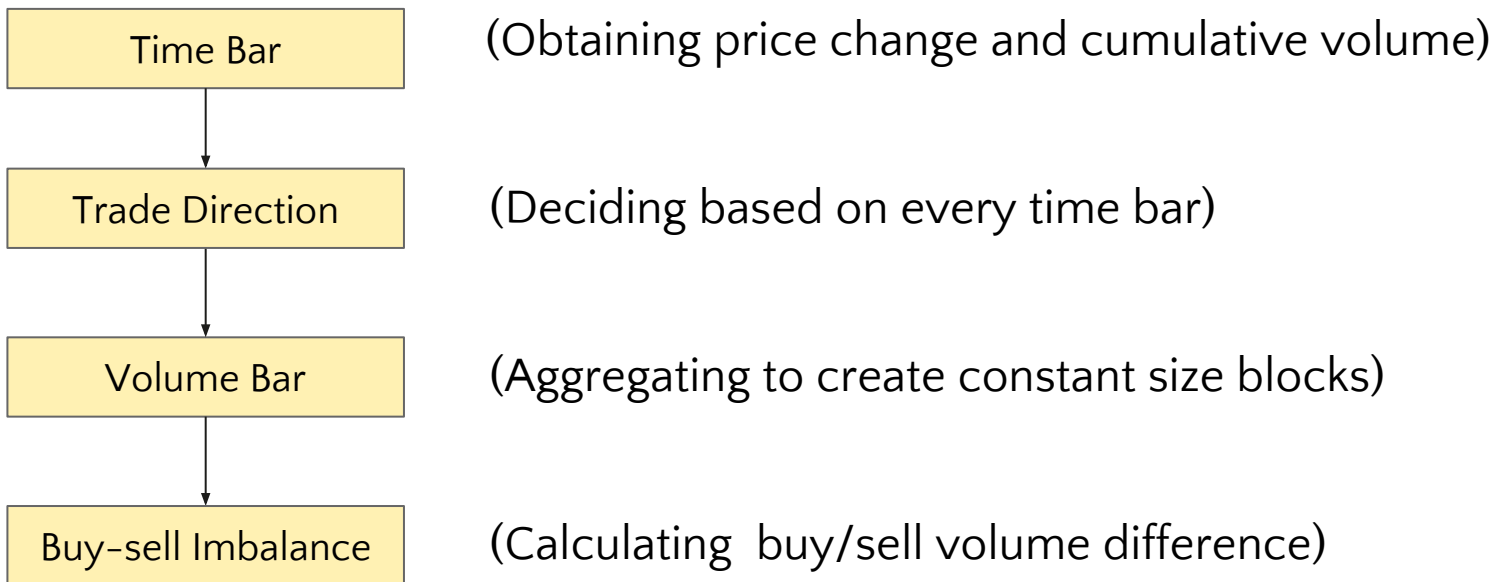 Time Bar
(Obtaining price change and cumulative volume)
Trade Direction
(Deciding based on every time bar)
Volume Bar
(Aggregating to create constant size blocks)
Buy-sell Imbalance
(Calculating  buy/sell volume difference)